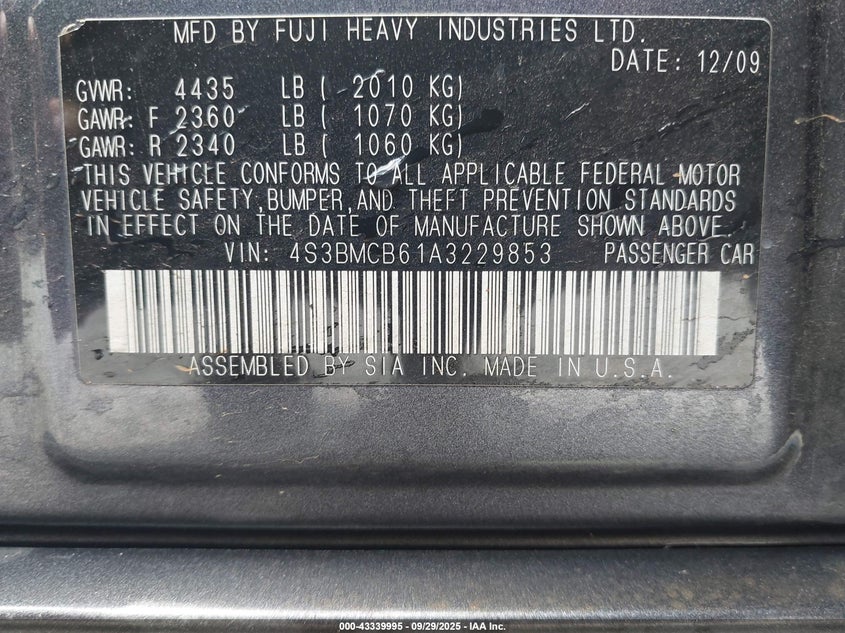 MFD BY FUJI HEAVY INDUSTRIES LTD.
DATE: 12/09
GVWR: 4435 LB ( 2010 KG)
GAWR: F 2360 LB ( 1070 KG)
GAWR: R 2340 LB ( 1060 KG)
THIS VEHICLE CONFORMS TO ALL APPLICABLE FEDERAL MOTOR
VEHICLE SAFETY, BUMPER, AND THEFT PREVENTION STANDARDS
IN EFFECT ON THE DATE OF MANUFACTURE SHOWN ABOVE.
VIN: 4S3BMCB61A3229853 PASSENGER CAR
ASSEMBLED BY SIA INC. MADE IN U.S.A.
000-43339995 - 09/29/2025 - IAA Inc.